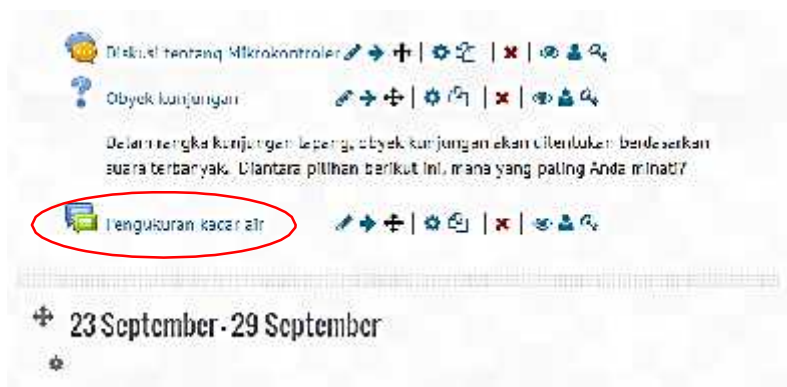 Diskusi tentang Mikrokontroler
Obyek kunjungan
Dalam rangka kunjungan lapang, obyek kunjungan akan ditentukan berdasarkan
suara terbanyak. Diantara pilihan berikut ini, mana yang paling Anda minati?
Pengukuran kadar air
23 September - 29 September